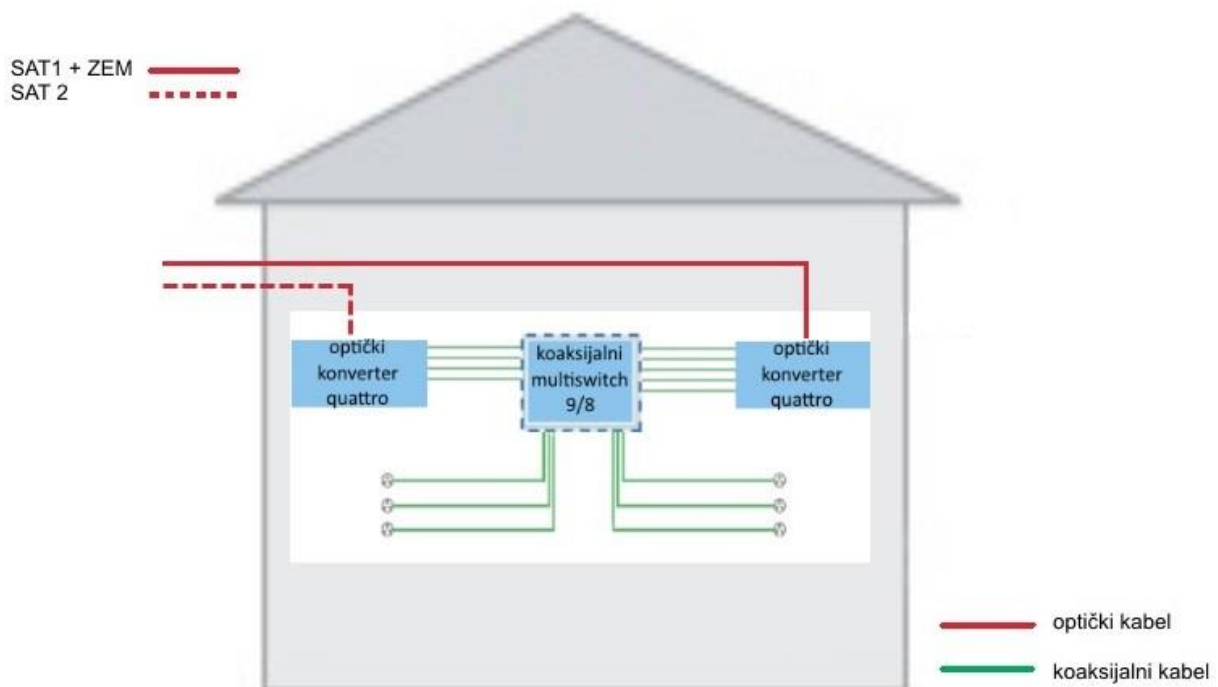 SAT1 + ZEM
SAT 2
optički
konverter
quattro
koaksijalni
multiswitch
9/8
optički
konverter
quattro
optički kabel
koaksijalni kabel